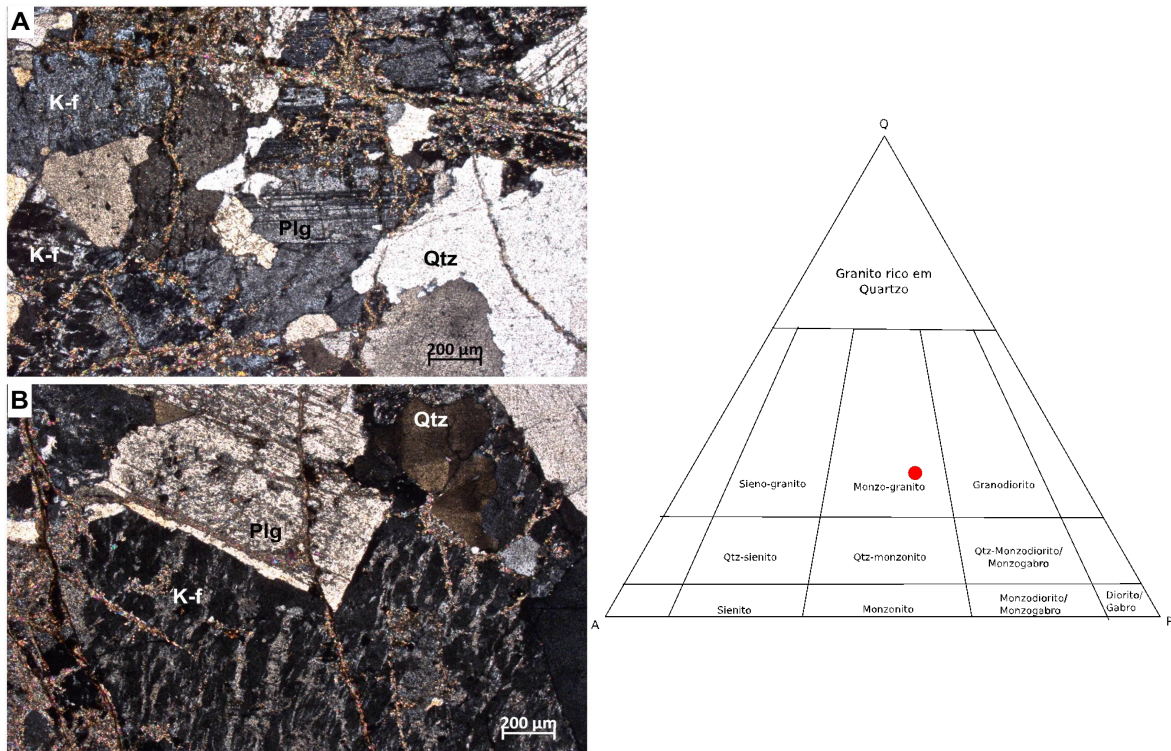 A
K-f
K-f
Plg
Qtz
200 µm
B
Qtz
Plg
K-f
200 µm
Q
Granito rico em
Quartzo
Sieno-granito
Monzo-granito
Granodiorito
Qtz-sienito
Qtz-monzonito
Qtz-Monzodiorito/
Monzogabro
Sienito
Monzonito
Monzodiorito/
Monzogabro
Diorito/
Gabro
A
P